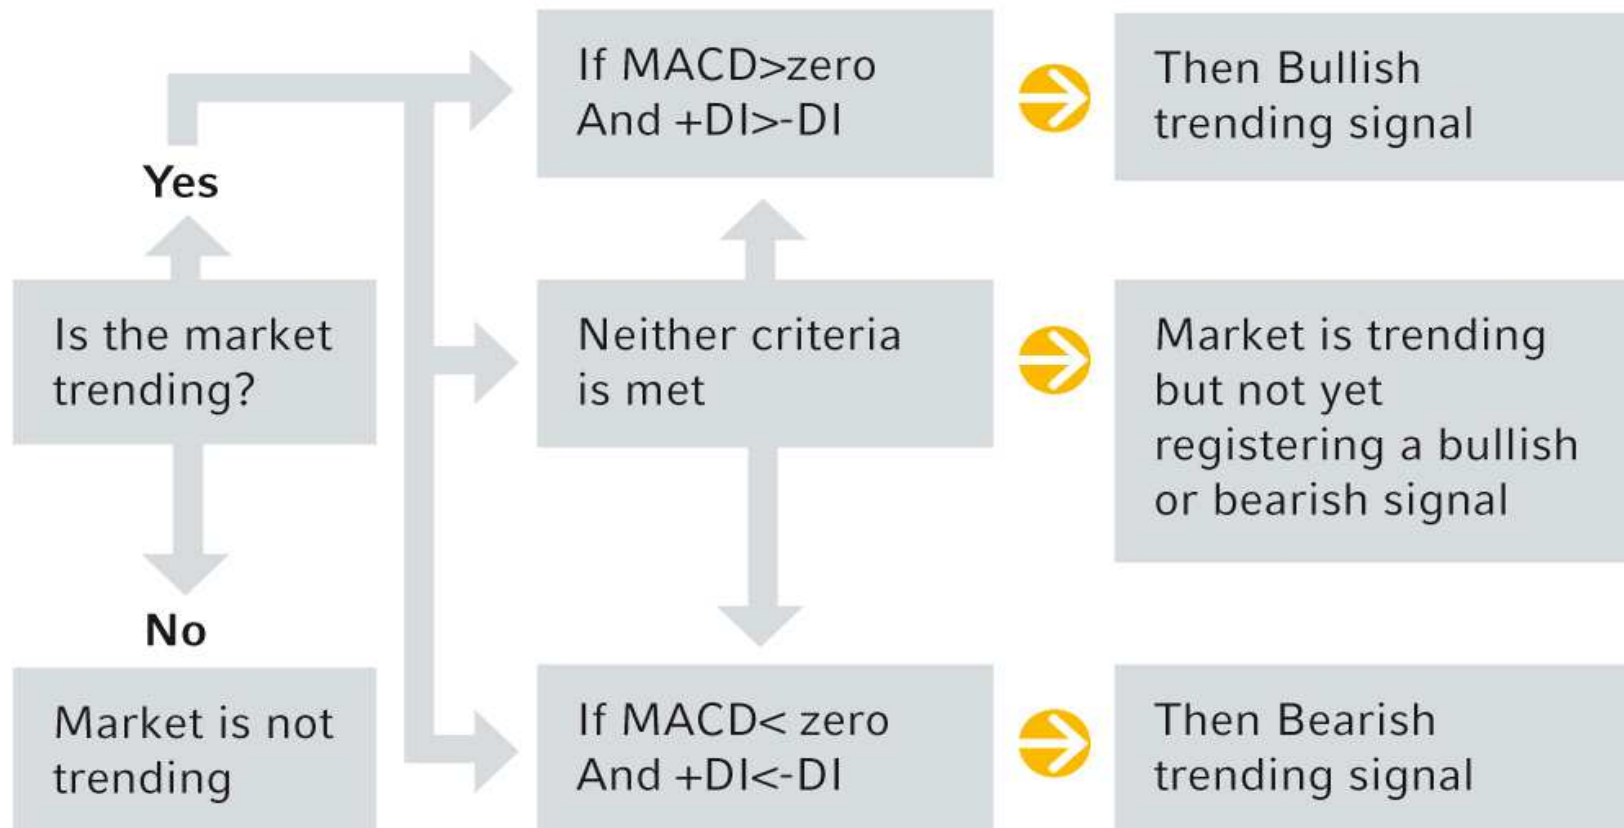 If MACD>zero
And +DI>-DI
Then Bullish
trending signal
Yes
Is the market
trending?
Neither criteria
is met
Market is trending
but not yet
registering a bullish
or bearish signal
No
Market is not
trending
If MACD< zero
And +DI<-DI
Then Bearish
trending signal